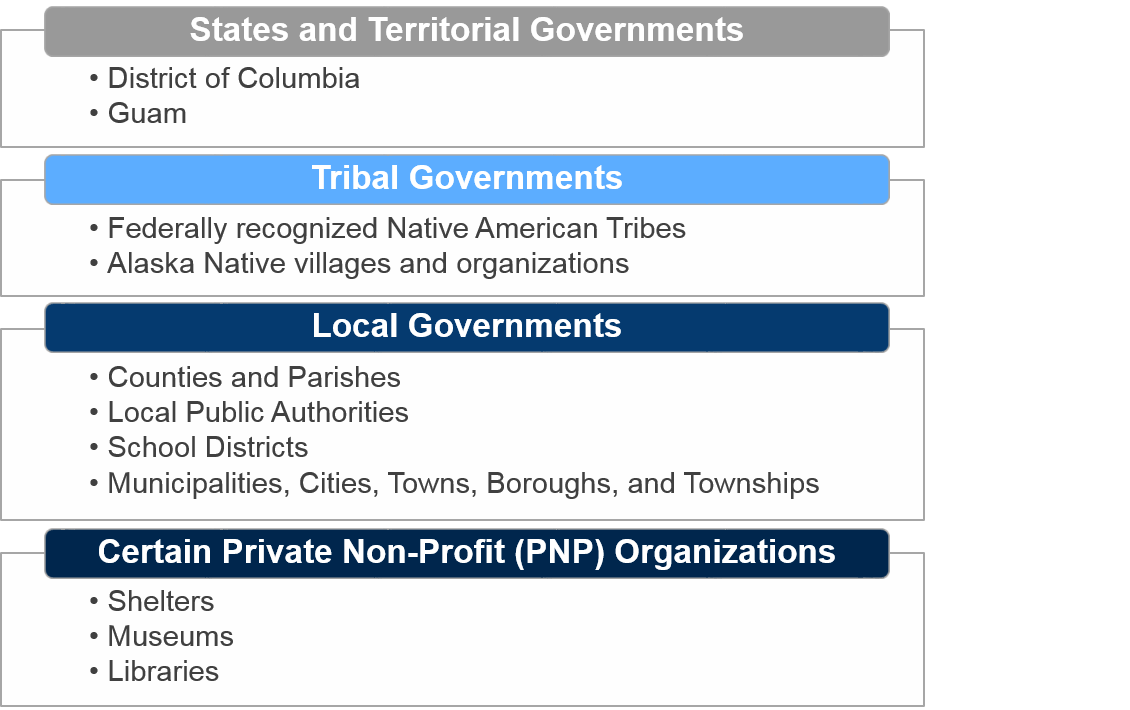 States and Territorial Governments
• District of Columbia
• Guam
Tribal Governments
• Federally recognized Native American Tribes
• Alaska Native villages and organizations
Local Governments
• Counties and Parishes
• Local Public Authorities
• School Districts
• Municipalities, Cities, Towns, Boroughs, and Townships
Certain Private Non-Profit (PNP) Organizations
• Shelters
• Museums
• Libraries